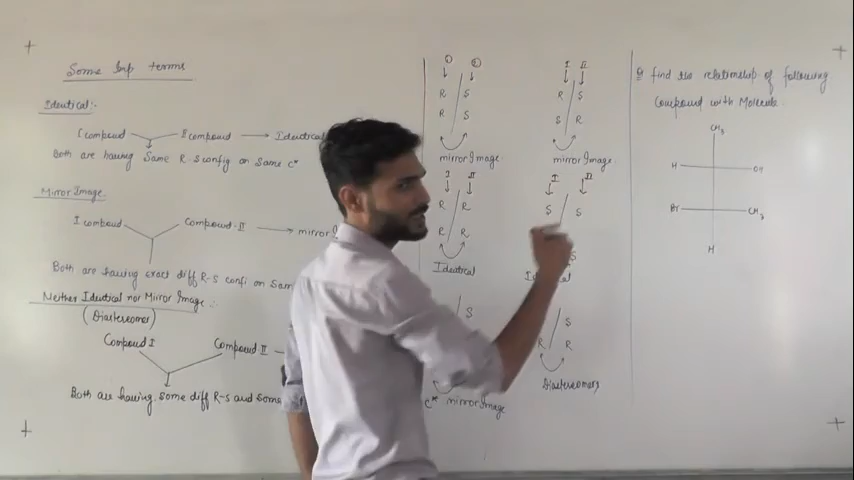 Some Imp terms
Identical:-
I compound II compound → Identical
Both are having Same R-S config on Same C*
Mirror Image
I compound Compound-II → mirror
Both are having exact diff R-S confi on Sam
Neither Identical nor Mirror Image :-
(Diastereomer)
Compound I Compound II
Both are having some diff R-S and Some
① ②
R S
R S
mirror Image
I II
R S
S R
mirror Image
I II
R R
R R
Identical
I II
S S
S
S
C* mirror Image
S
R R
Diastereomers
Q find the relationship of following
Compound with Molecule.
CH3
H OH
Br CH3
H